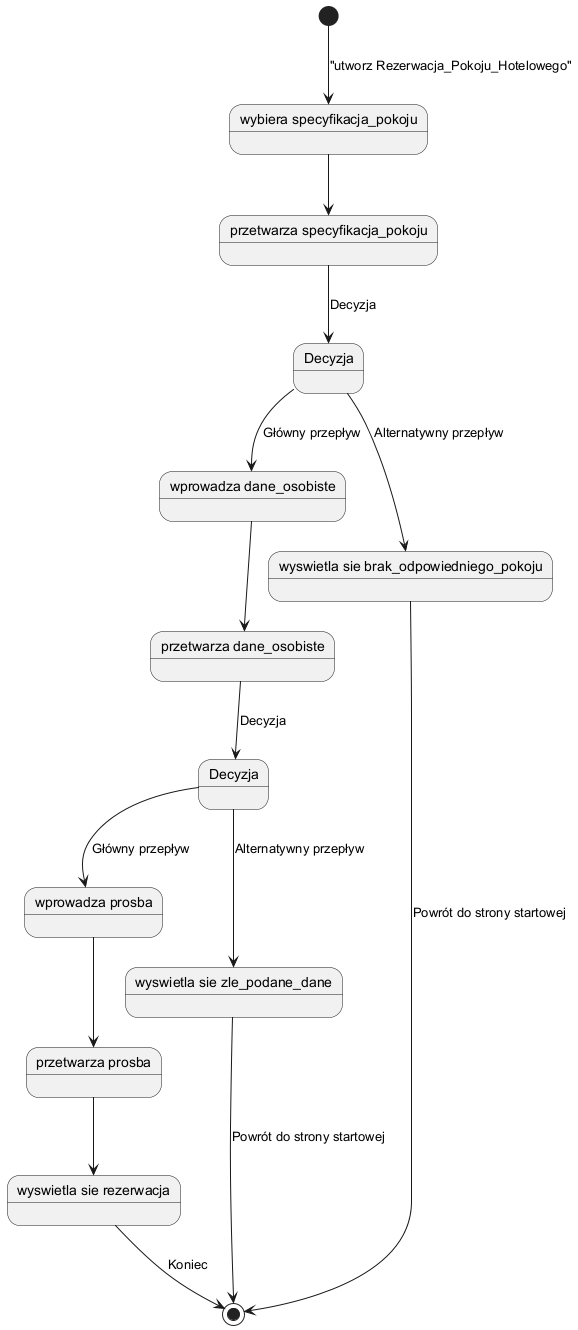 "utworz Rezerwacja_Pokoju_Hotelowego"
wybiera specyfikacja_pokoju
przetwarza specyfikacja_pokoju
Decyzja
Decyzja
Główny przepływ
Alternatywny przepływ
wprowadza dane_osobiste
wyswietla sie brak_odpowiedniego_pokoju
przetwarza dane_osobiste
Decyzja
Decyzja
Główny przepływ
Alternatywny przepływ
wprowadza prosba
Powrót do strony startowej
wyswietla sie zle_podane_dane
przetwarza prosba
Powrót do strony startowej
wyswietla sie rezerwacja
Koniec